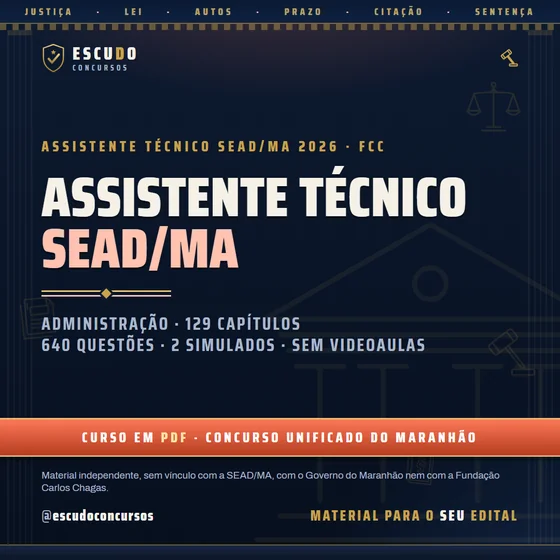 JUSTIÇA · LEI · AUTOS · PRAZO · CITAÇÃO · SENTENÇA
ESCUDO
CONCURSOS
ASSISTENTE TÉCNICO SEAD/MA 2026 · FCC
ASSISTENTE TÉCNICO
SEAD/MA
ADMINISTRAÇÃO · 129 CAPÍTULOS
640 QUESTÕES · 2 SIMULADOS · SEM VIDEOAULAS
CURSO EM PDF · CONCURSO UNIFICADO DO MARANHÃO
Material independente, sem vínculo com a SEAD/MA, com o Governo do Maranhão nem com a Fundação
Carlos Chagas.
@escudoconcursos
MATERIAL PARA O SEU EDITAL